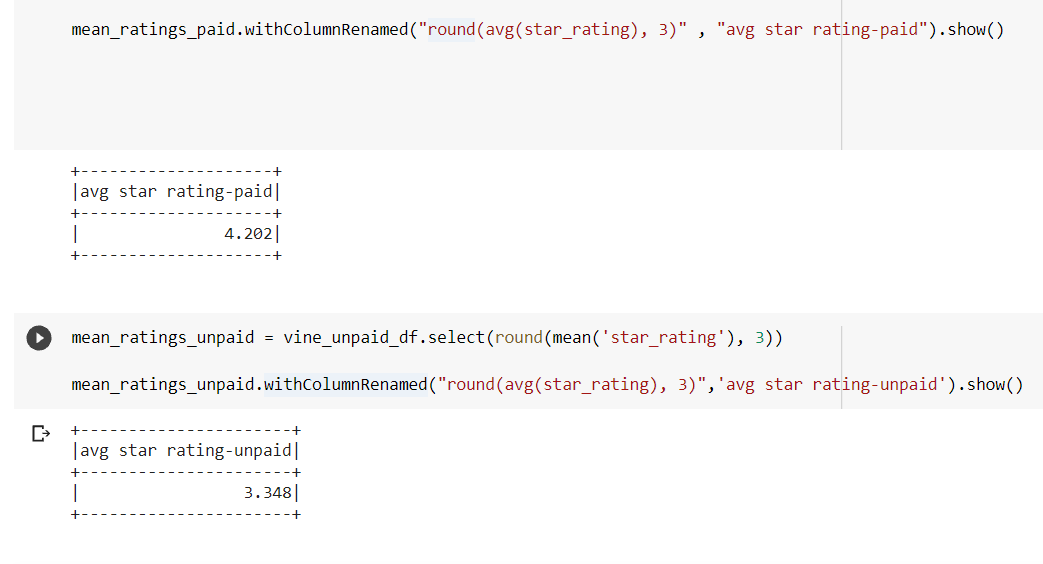 mean_ratings_paid.withColumnRenamed("round(avg(star_rating), 3)" , "avg star rating-paid").show()
+--------------------+
|avg star rating-paid|
+--------------------+
|               4.202|
+--------------------+
mean_ratings_unpaid = vine_unpaid_df.select(round(mean('star_rating'), 3))
mean_ratings_unpaid.withColumnRenamed("round(avg(star_rating), 3)",'avg star rating-unpaid').show()
+----------------------+
|avg star rating-unpaid|
+----------------------+
|                 3.348|
+----------------------+